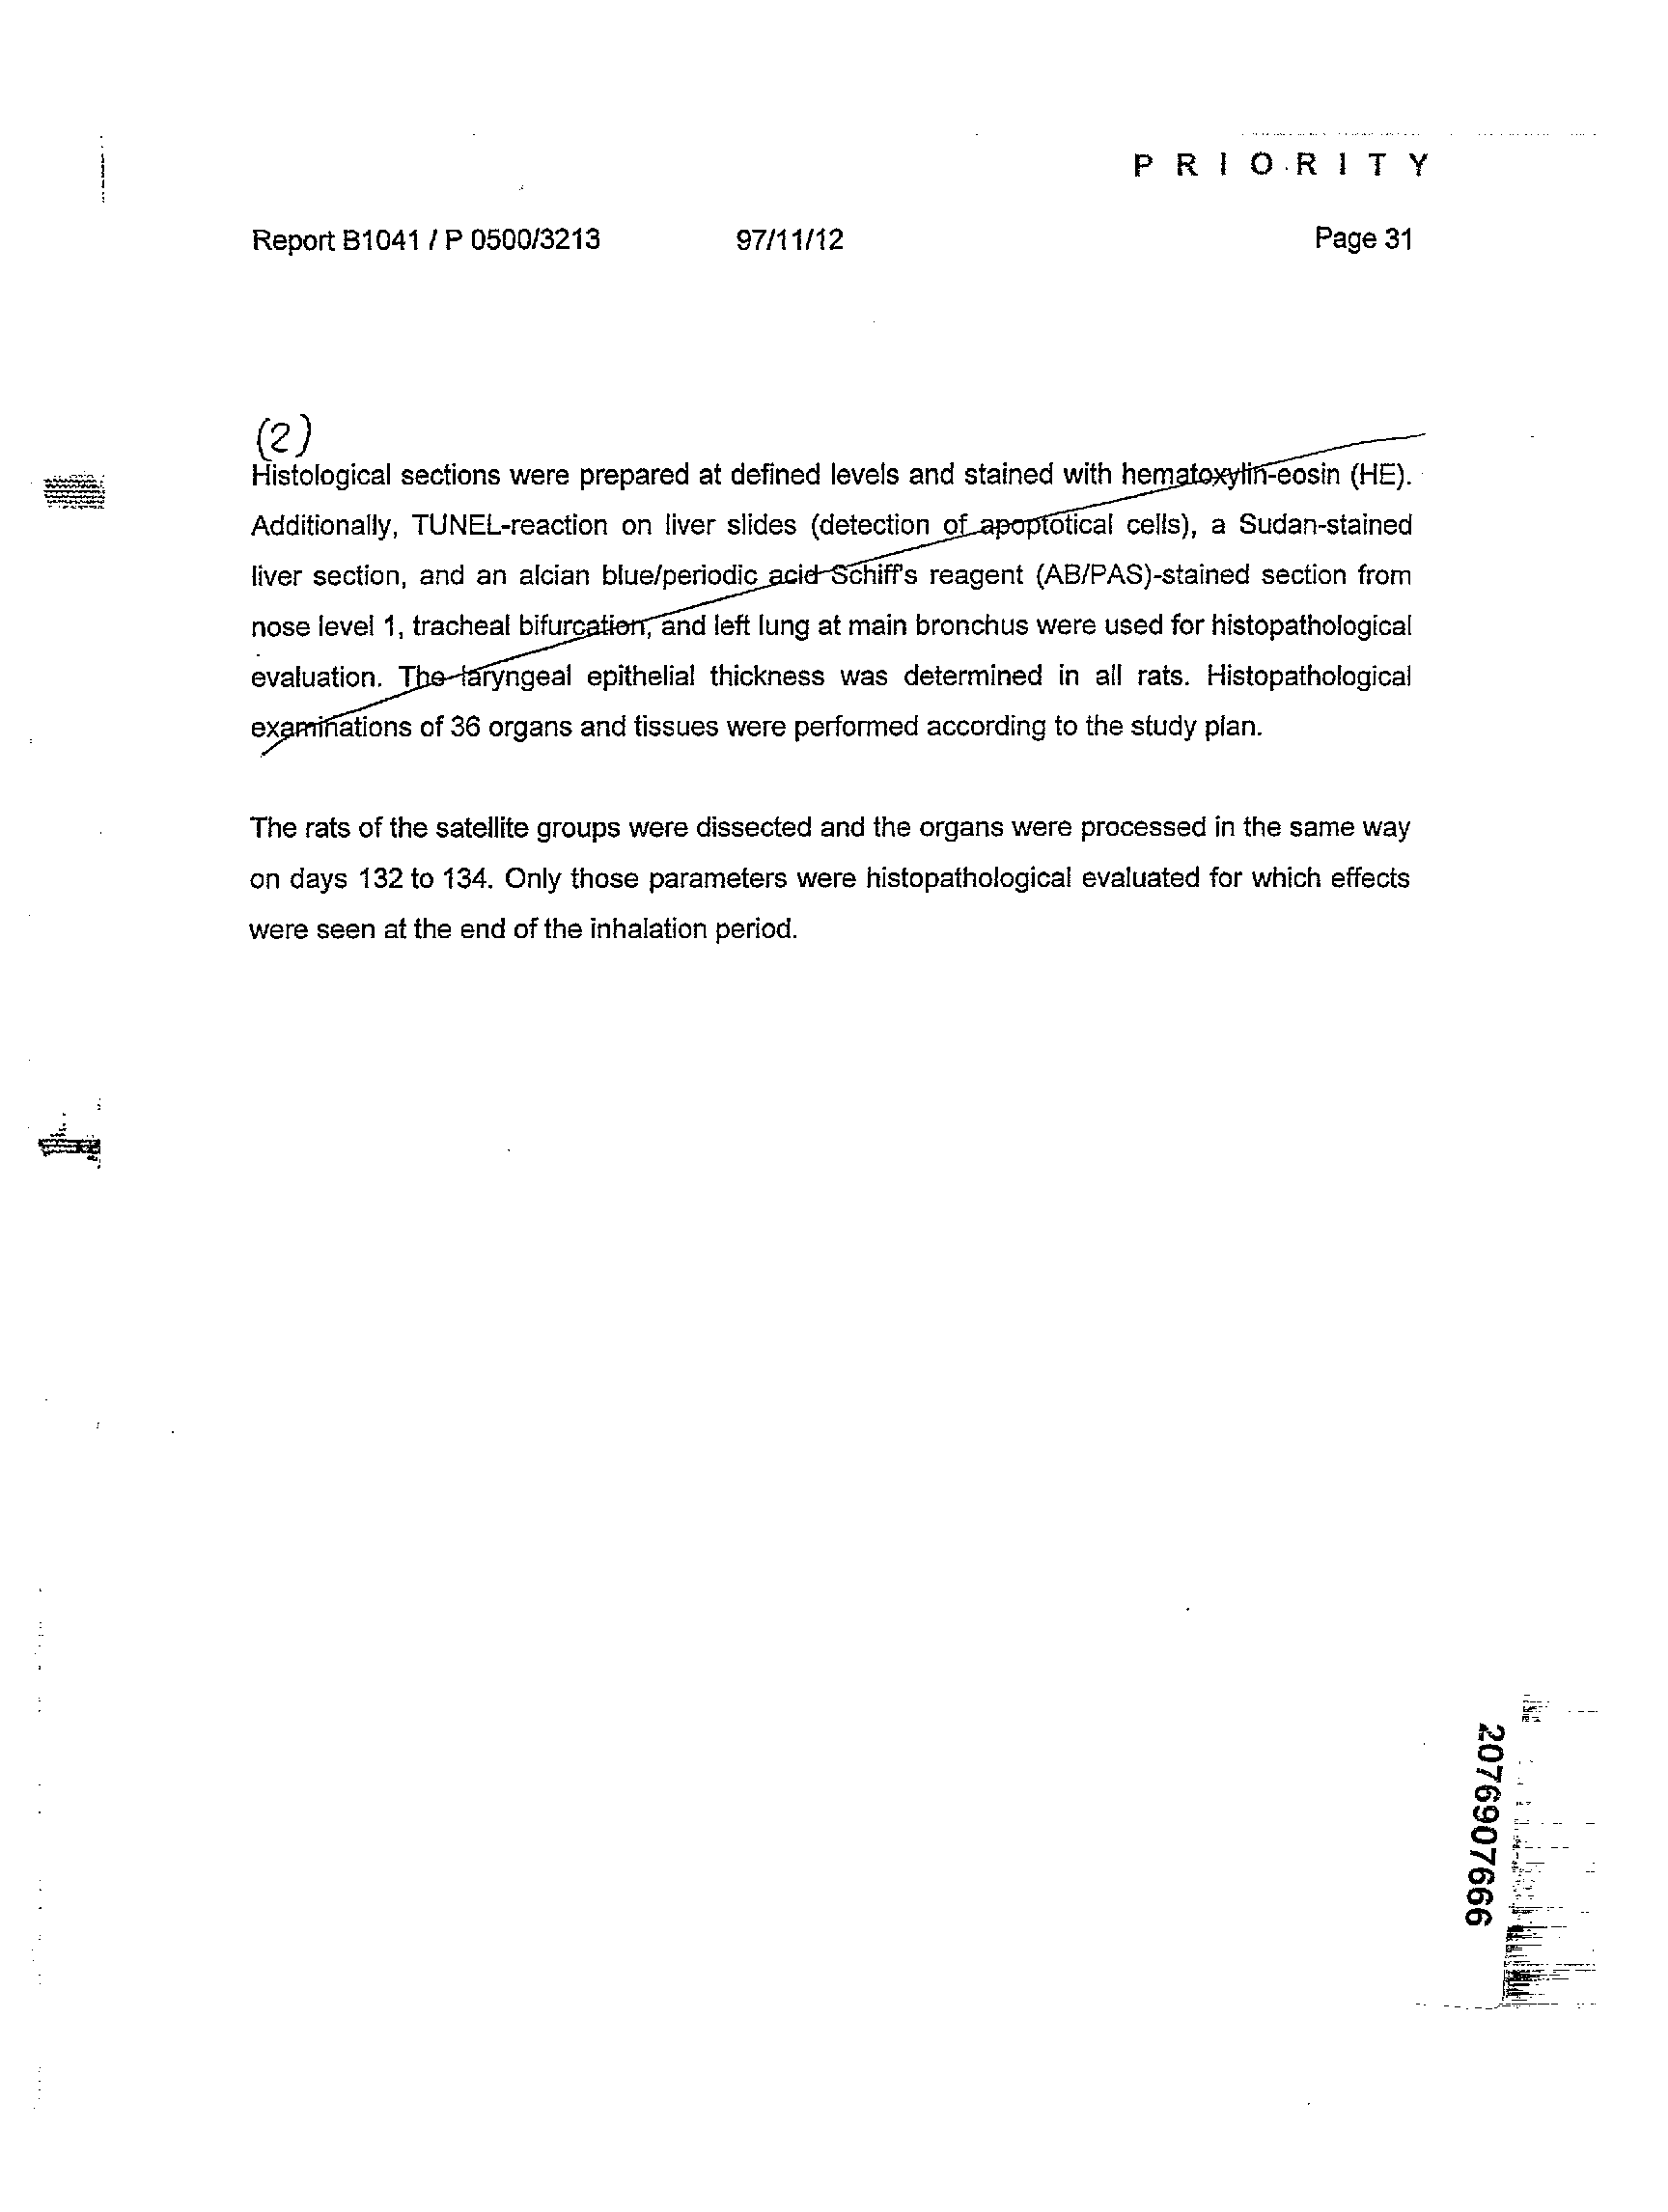 PRIORITY
Report B1041 / P 0500/3213 97/11/12 Page 31
(2)
Histological sections were prepared at defined levels and stained with hematoxylin-eosin (HE).
Additionally, TUNEL-reaction on liver slides (detection of apoptotical cells), a Sudan-stained
liver section, and an alcian blue/periodic acid Schiff's reagent (AB/PAS)-stained section from
nose level 1, tracheal bifurcation, and left lung at main bronchus were used for histopathological
evaluation. The laryngeal epithelial thickness was determined in all rats. Histopathological
examinations of 36 organs and tissues were performed according to the study plan.
The rats of the satellite groups were dissected and the organs were processed in the same way
on days 132 to 134. Only those parameters were histopathological evaluated for which effects
were seen at the end of the inhalation period.
2076907666